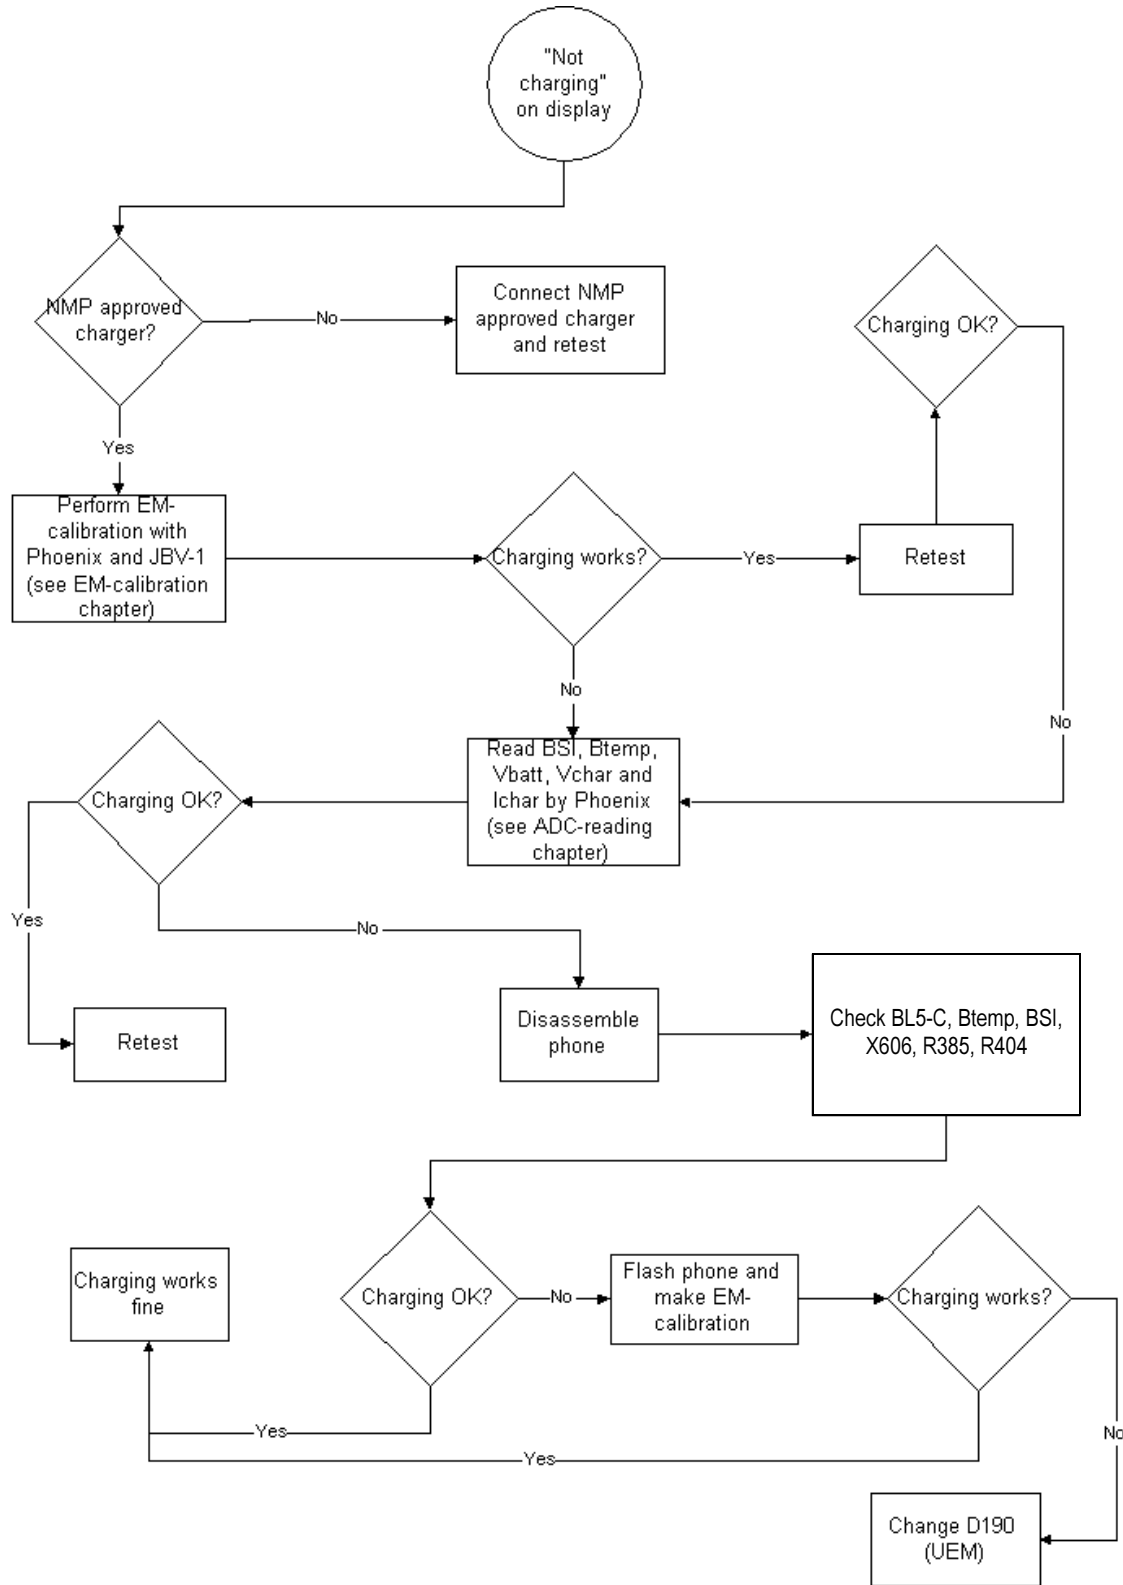 "Not
charging"
on display
NMP approved
charger?
No
Connect NMP
approved charger
and retest
Charging OK?
Yes
Perform EM-
calibration with
Phoenix and JBV-1
(see EM-calibration
chapter)
Charging works?
Yes
Retest
No
No
Read BSI, Btemp,
Vbatt, Vchar and
Ichar by Phoenix
(see ADC-reading
chapter)
Charging OK?
Yes
No
Retest
Disassemble
phone
Check BL5-C, Btemp, BSI,
X606, R385, R404
Charging works
fine
Charging OK?
No
Flash phone and
make EM-
calibration
Charging works?
Yes
No
Yes
Change D190
(UEM)